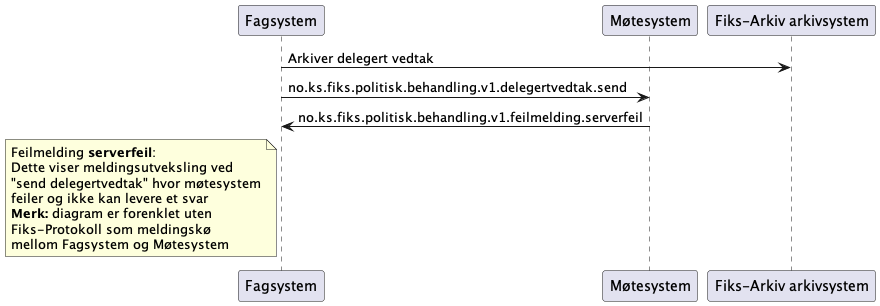 Fagsystem
Møtesystem
Fiks-Arkiv arkivsystem
Arkiver delegert vedtak
no.ks.fiks.politisk.behandling.v1.delegertvedtak.send
no.ks.fiks.politisk.behandling.v1.feilmelding.serverfeil
Feilmelding serverfeil:
Dette viser meldingsutveksling ved
"send delegertvedtak" hvor møtesystem
feiler og ikke kan levere et svar
Merk: diagram er forenklet uten
Fiks-Protokoll som meldingskø
mellom Fagsystem og Møtesystem
Fagsystem
Møtesystem
Fiks-Arkiv arkivsystem